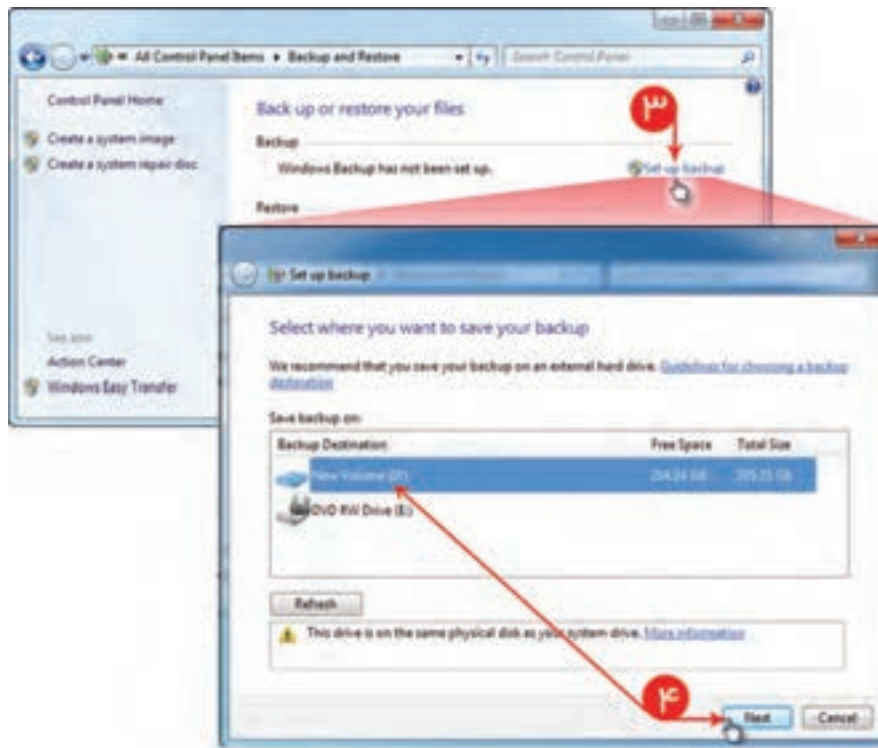 All Control Panel Items ▸ Backup and Restore
Search Control Panel
Control Panel Home
Create a system image
Create a system repair disc
See also
Action Center
Windows Easy Transfer
Back up or restore your files
Backup
Windows Backup has not been set up.
Set up backup
Restore
۳
Set up backup
Select where you want to save your backup
We recommend that you save your backup on an external hard drive. Guidelines for choosing a backup
destination
Save backup on:
Backup Destination Free Space Total Size
New Volume (D:)
DVD RW Drive (E:)
Refresh
This drive is on the same physical disk as your system drive. More information
۴
Next Cancel